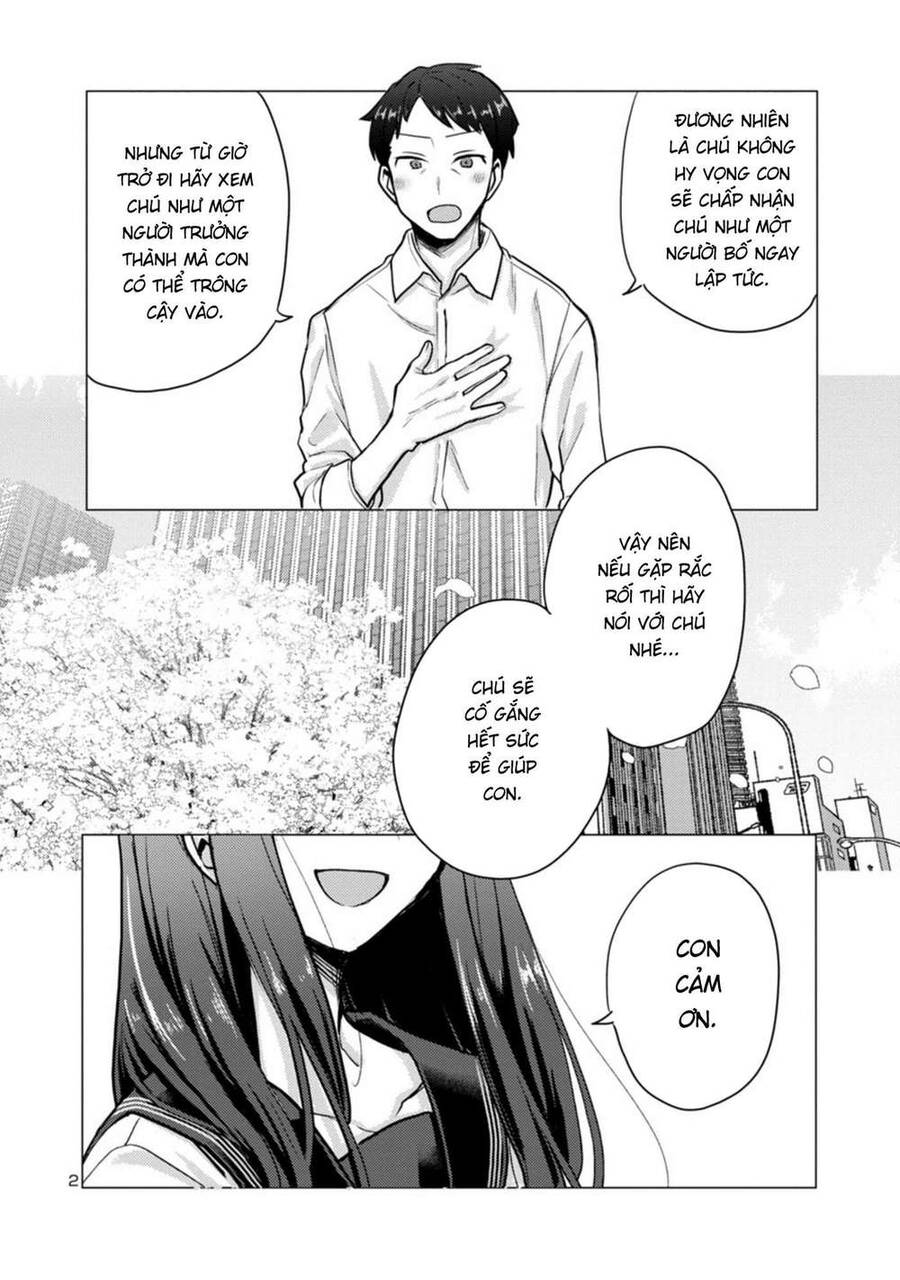 ĐƯƠNG NHIÊN
LÀ CHÚ KHÔNG
HY VỌNG CON
SẼ CHẤP NHẬN
CHÚ NHƯ MỘT
NGƯỜI BỐ NGAY
LẬP TỨC.
NHƯNG TỪ GIỜ
TRỞ ĐI HÃY XEM
CHÚ NHƯ MỘT
NGƯỜI TRƯỞNG
THÀNH MÀ CON
CÓ THỂ TRÔNG
CẬY VÀO.
VẬY NÊN
NẾU GẶP RẮC
RỐI THÌ HÃY
NÓI VỚI CHÚ
NHÉ...
CHÚ SẼ
CỐ GẮNG
HẾT SỨC
ĐỂ GIÚP
CON.
CON
CẢM
ƠN.
2